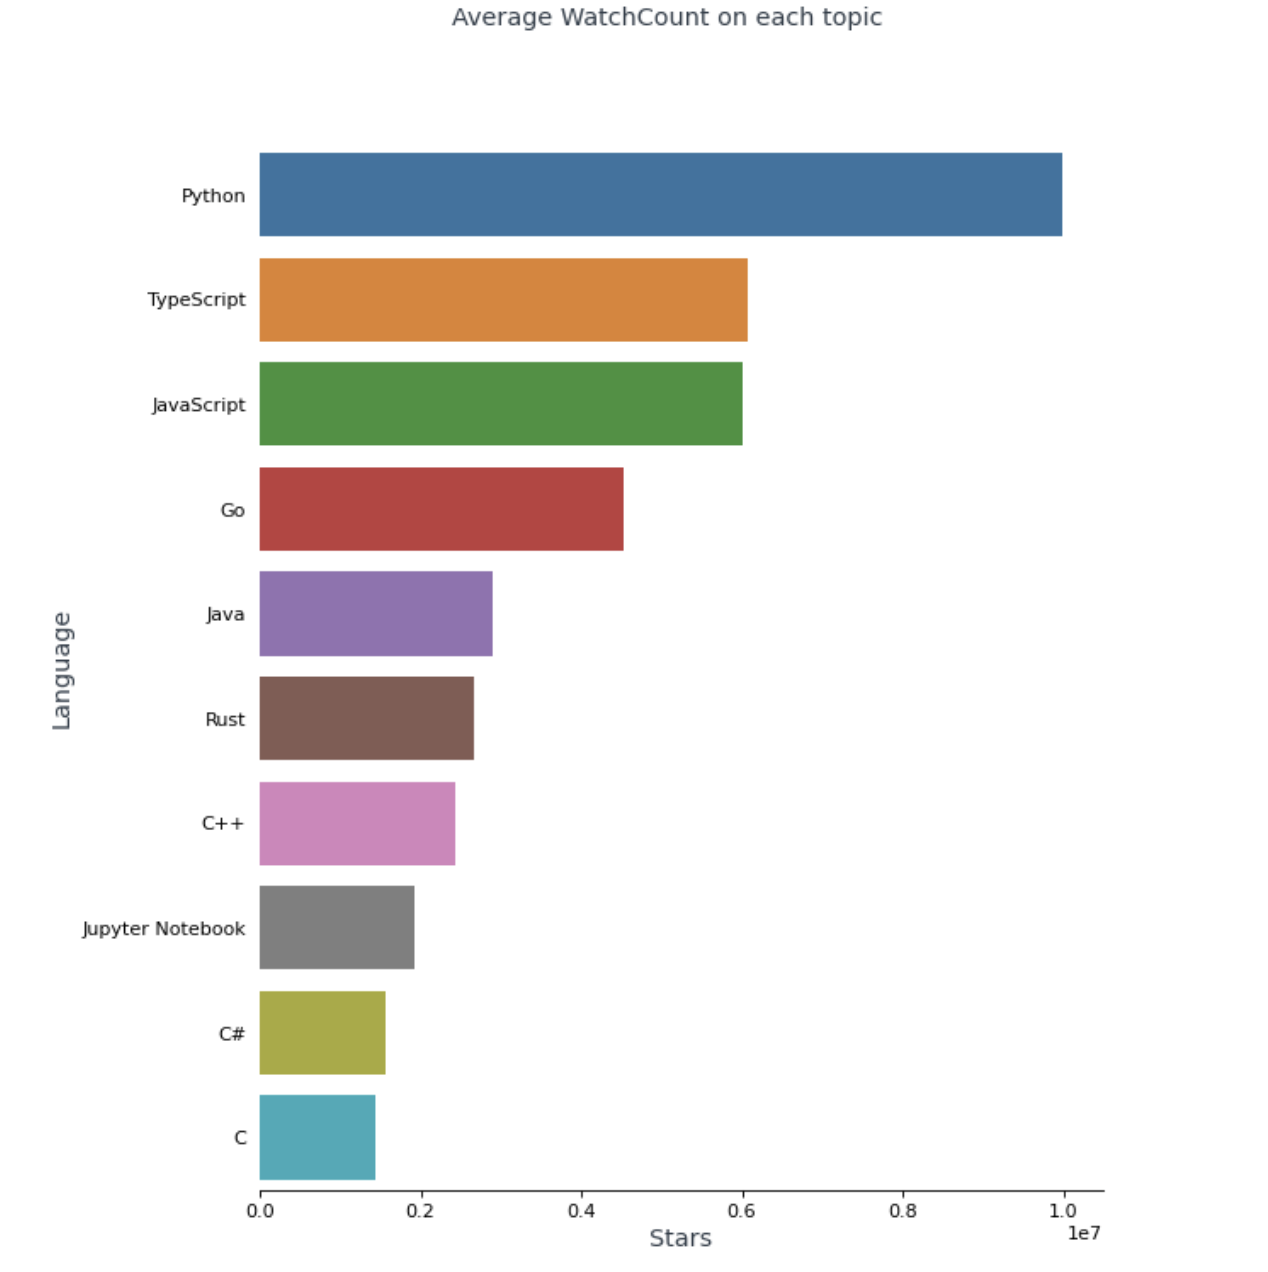 Average WatchCount on each topic
Python
TypeScript
JavaScript
Go
Java
Rust
C++
Jupyter Notebook
C#
C
Language
0.0 0.2 0.4 0.6 0.8 1.0
1e7
Stars